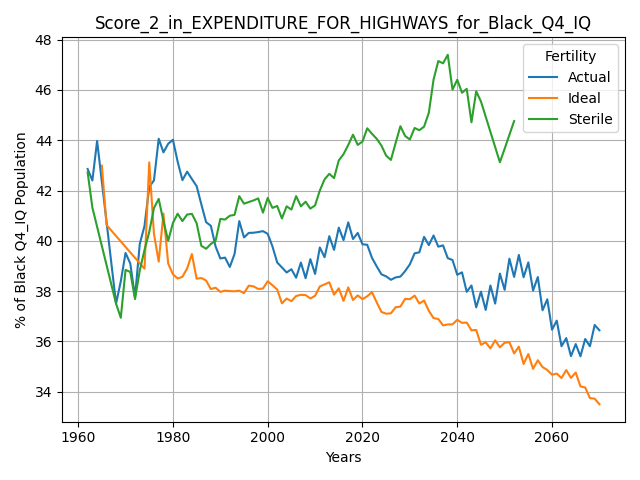 Score_2_in_EXPENDITURE_FOR_HIGHWAYS_for_Black_Q4_IQ
48
46
44
42
40
38
36
34
% of Black Q4_IQ Population
Fertility
Actual
Ideal
Sterile
1960
1980
2000
2020
2040
2060
Years